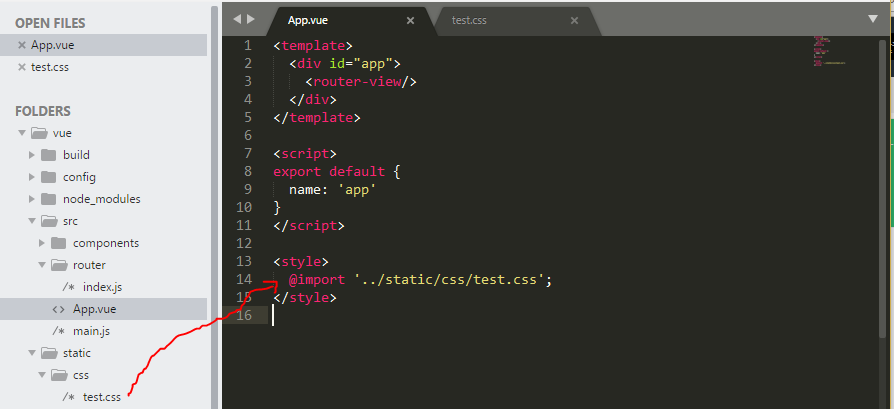 OPEN FILES
App.vue
test.css
FOLDERS
vue
build
config
node_modules
src
components
router
index.js
App.vue
main.js
static
css
test.css
App.vue
test.css
1 <template>
2 <div id="app">
3 <router-view/>
4 </div>
5 </template>
6
7 <script>
8 export default {
9 name: 'app'
10 }
11 </script>
12
13 <style>
14 @import '../static/css/test.css';
15 </style>
16